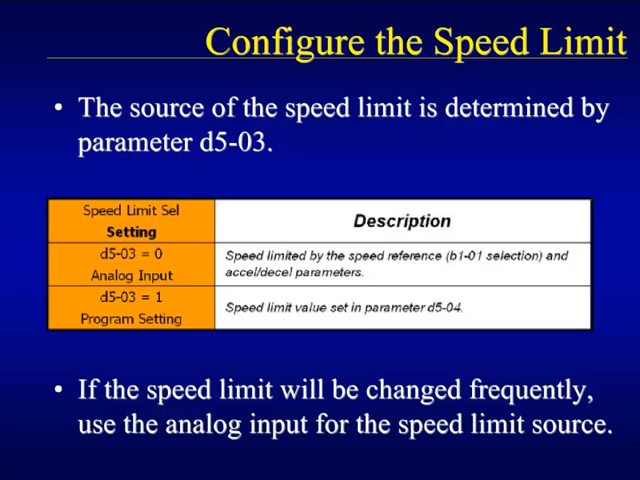 Configure the Speed Limit
• The source of the speed limit is determined by
parameter d5-03.
Speed Limit Sel
Setting
Description
d5-03 = 0
Analog Input
Speed limited by the speed reference (b1-01 selection) and
accel/decel parameters.
d5-03 = 1
Program Setting
Speed limit value set in parameter d5-04.
• If the speed limit will be changed frequently,
use the analog input for the speed limit source.